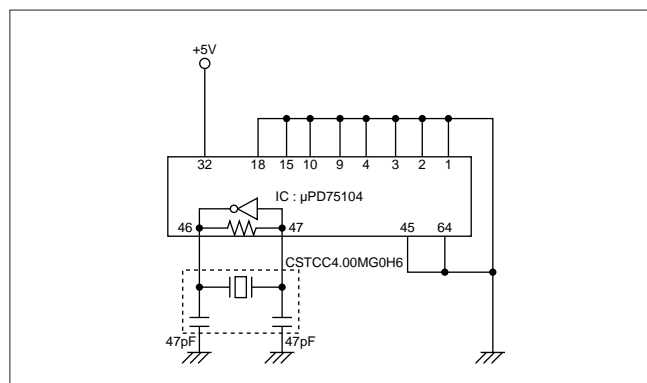 +5V
32 18 15 10 9 4 3 2 1
IC : μPD75104
46 47 45 64
CSTCC4.00MG0H6
47pF 47pF